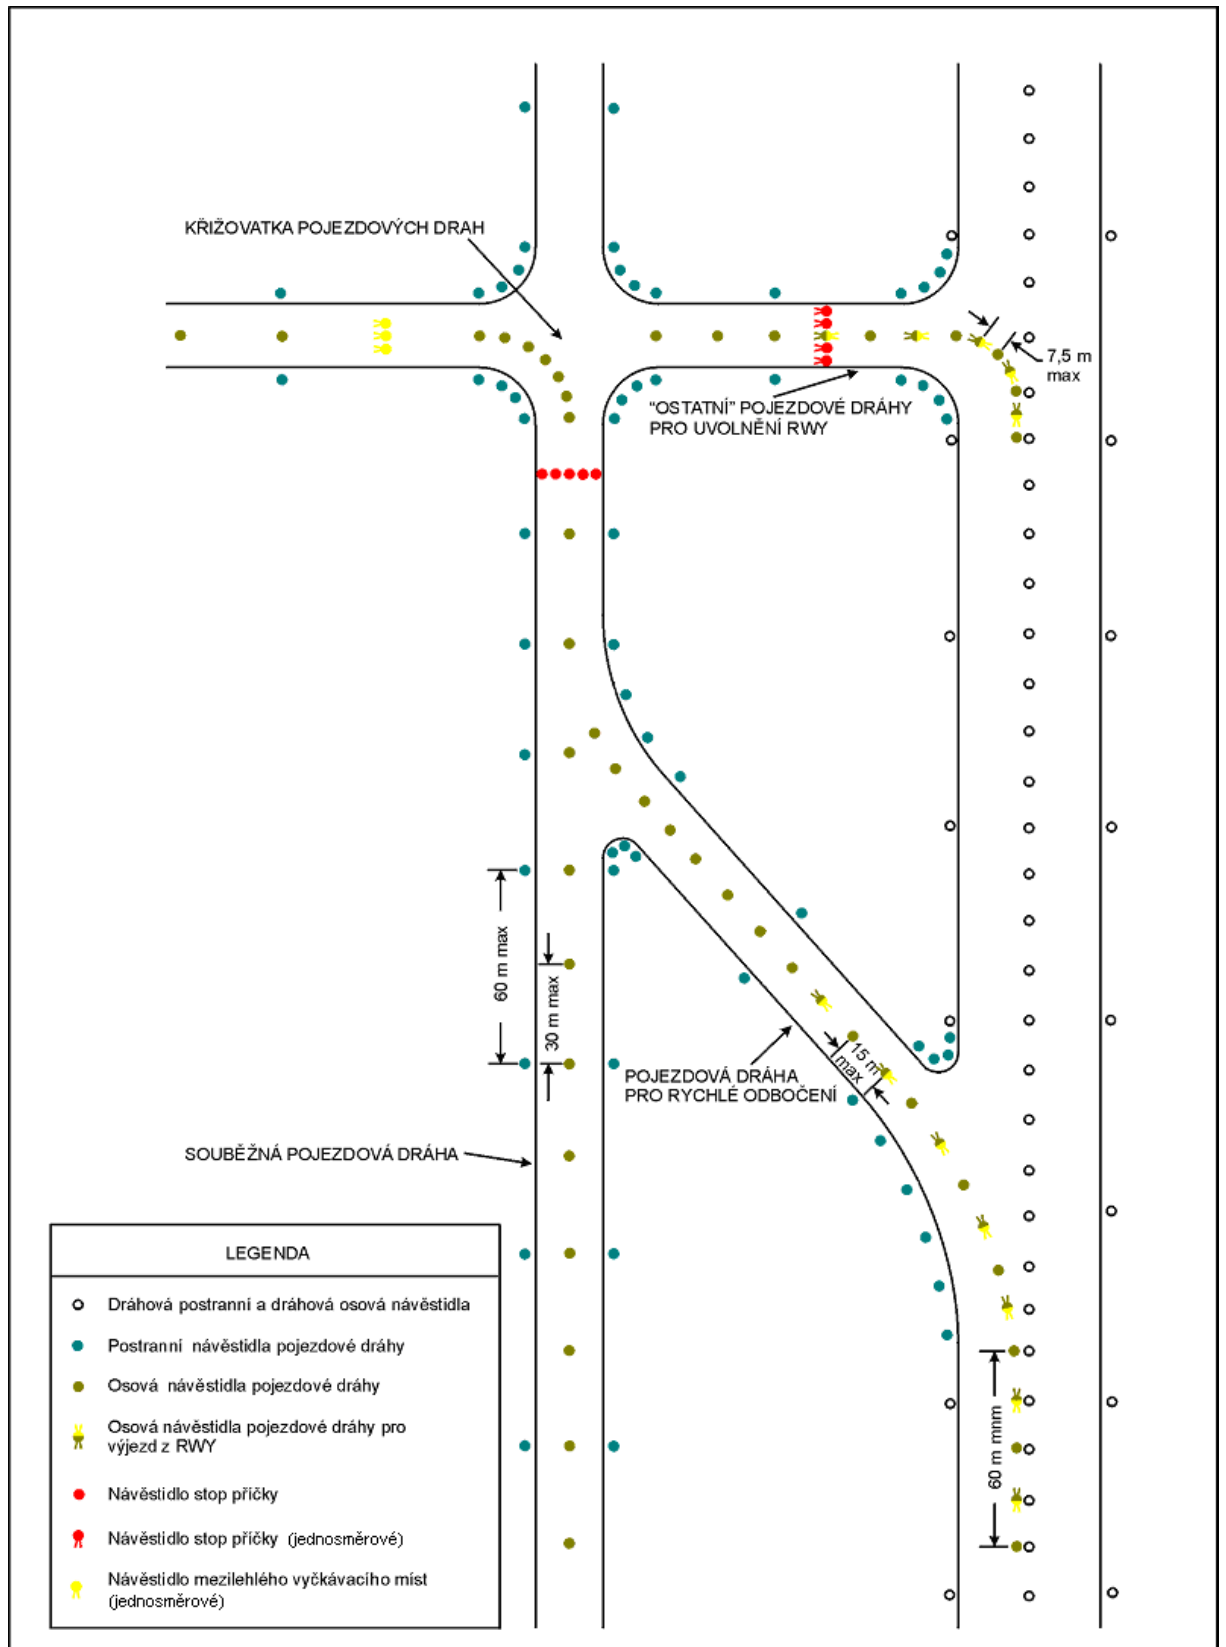 KŘIŽOVATKA POJEZDOVÝCH DRAH
7,5 m
max
"OSTATNÍ" POJEZDOVÉ DRÁHY
PRO UVOLNĚNÍ RWY
60 m max
30 m max
15 m
max
POJEZDOVÁ DRÁHA
PRO RYCHLÉ ODBOČENÍ
SOUBĚŽNÁ POJEZDOVÁ DRÁHA
60 m mnm
LEGENDA
Dráhová postranní a dráhová osová návěstidla
Postranní návěstidla pojezdové dráhy
Osová návěstidla pojezdové dráhy
Osová návěstidla pojezdové dráhy pro
výjezd z RWY
Návěstidlo stop příčky
Návěstidlo stop příčky (jednosměrové)
Návěstidlo mezilehlého vyčkávacího míst
(jednosměrové)